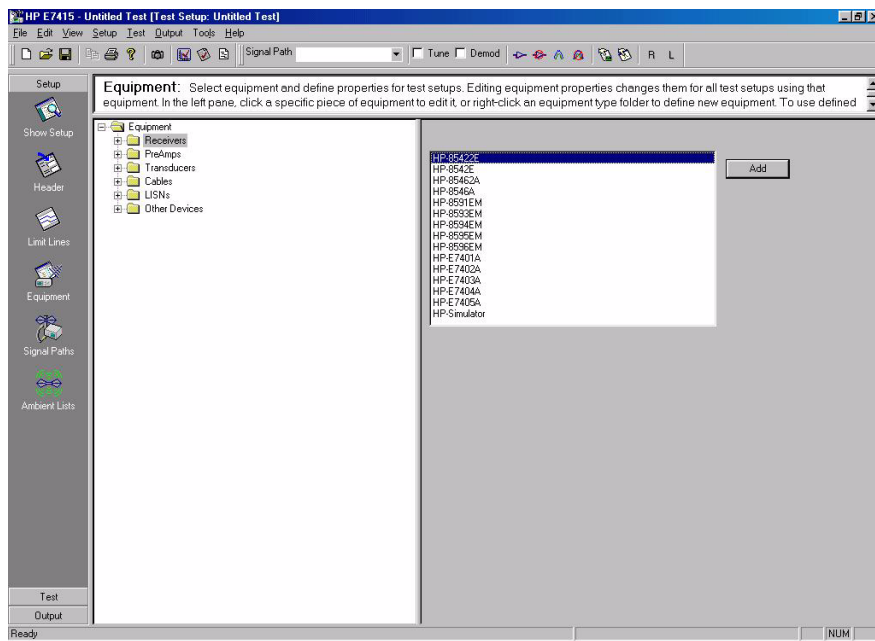 HP E7415 - Untitled Test [Test Setup: Untitled Test]
File Edit View Setup Test Output Tools Help
Signal Path Tune Demod R L
Setup
Show Setup
Header
Limit Lines
Equipment
Signal Paths
Ambient Lists
Test
Output
Equipment: Select equipment and define properties for test setups. Editing equipment properties changes them for all test setups using that
equipment. In the left pane, click a specific piece of equipment to edit it, or right-click an equipment type folder to define new equipment. To use defined
Equipment
Receivers
PreAmps
Transducers
Cables
LISNs
Other Devices
HP-85422E
HP-8542E
HP-85462A
HP-8546A
HP-8591EM
HP-8593EM
HP-8594EM
HP-8595EM
HP-8596EM
HP-E7401A
HP-E7402A
HP-E7403A
HP-E7404A
HP-E7405A
HP-Simulator
Add
Ready
NUM